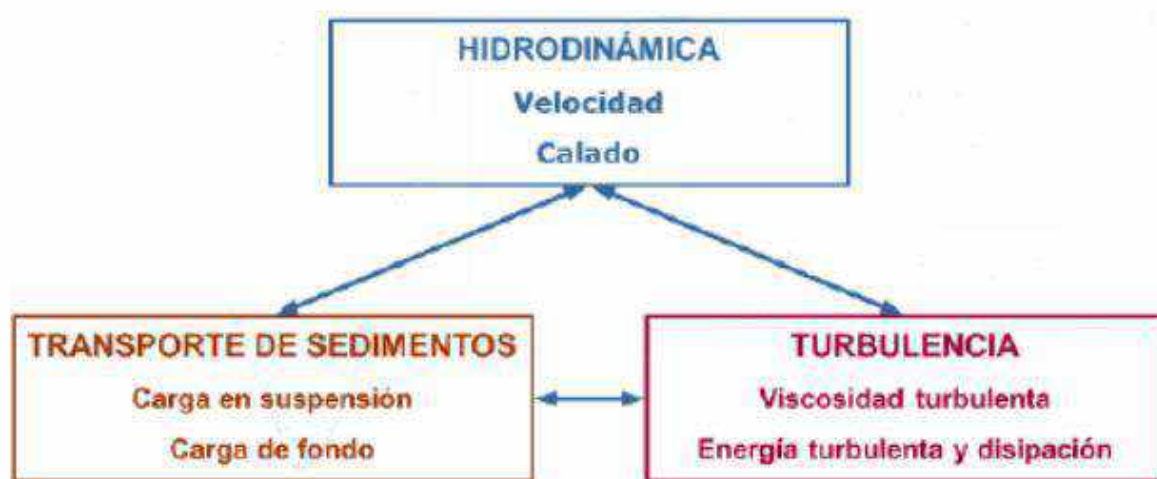 HIDRODINÁMICA
Velocidad
Calado
TRANSPORTE DE SEDIMENTOS
Carga en suspensión
Carga de fondo
TURBULENCIA
Viscosidad turbulenta
Energía turbulenta y disipación